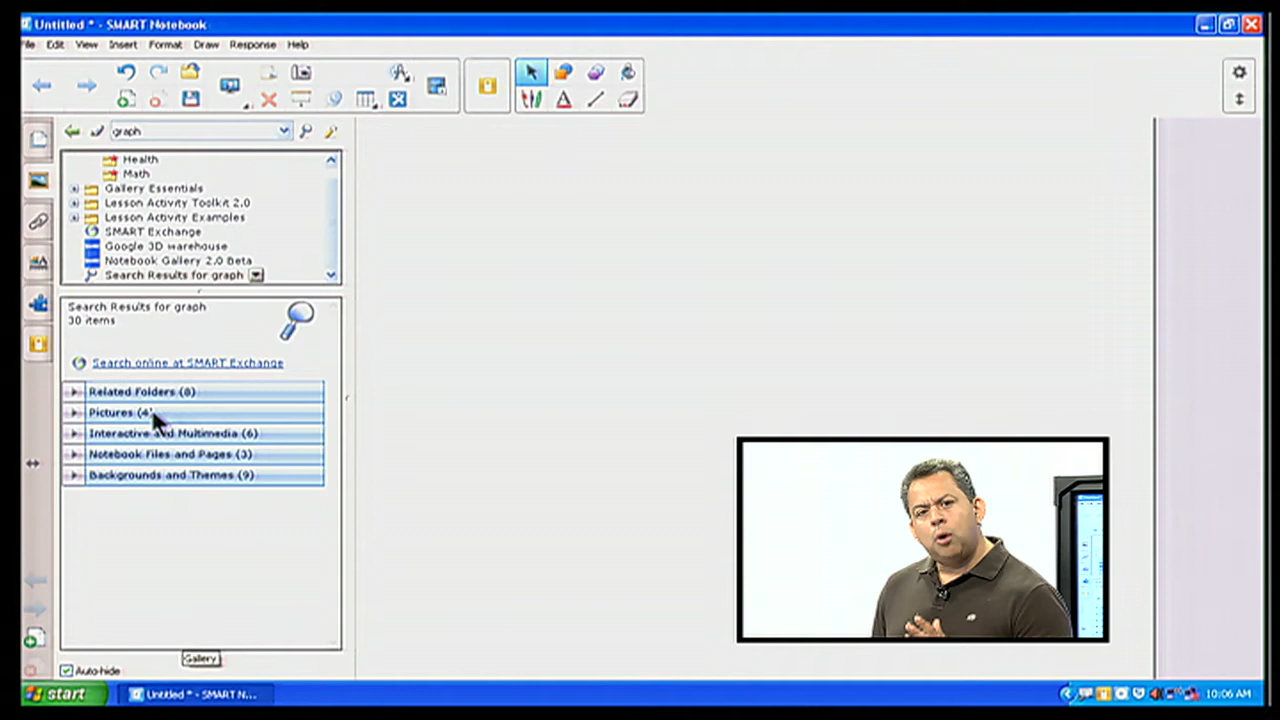 Untitled * - SMART Notebook
File Edit View Insert Format Draw Response Help
graph
Health
Math
Gallery Essentials
Lesson Activity Toolkit 2.0
Lesson Activity Examples
SMART Exchange
Google 3D warehouse
Notebook Gallery 2.0 Beta
Search Results for graph
Search Results for graph
30 items
Search online at SMART Exchange
Related Folders (8)
Pictures (4)
Interactive and Multimedia (6)
Notebook Files and Pages (3)
Backgrounds and Themes (9)
Gallery
Auto-hide
start Untitled * - SMART N... 10:06 AM